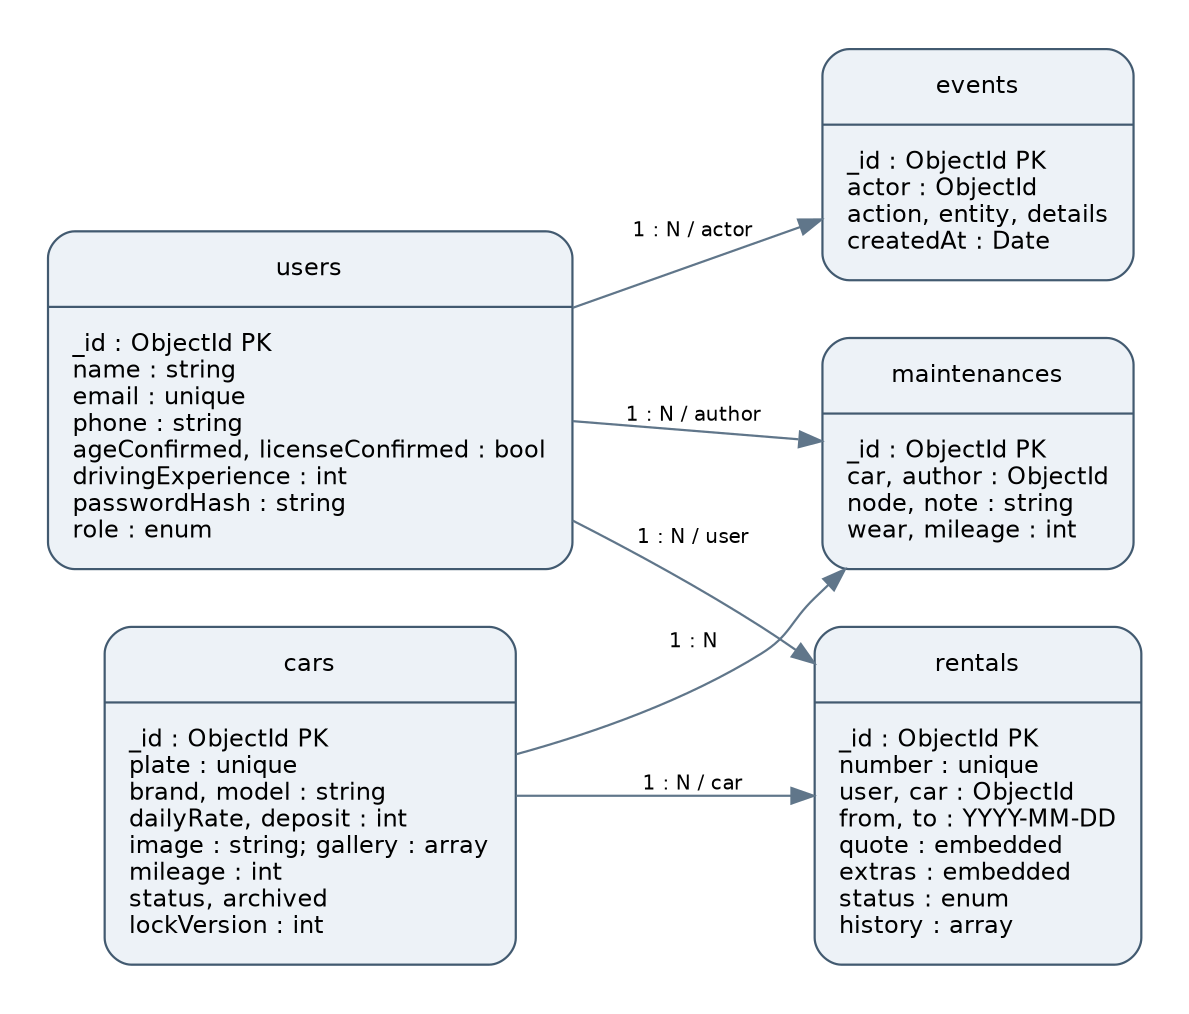 events
_id : ObjectId PK
actor : ObjectId
action, entity, details
createdAt : Date
1 : N / actor
users
_id : ObjectId PK
name : string
email : unique
phone : string
ageConfirmed, licenseConfirmed : bool
drivingExperience : int
passwordHash : string
role : enum
maintenances
_id : ObjectId PK
car, author : ObjectId
node, note : string
wear, mileage : int
1 : N / author
1 : N / user
1 : N
cars
_id : ObjectId PK
plate : unique
brand, model : string
dailyRate, deposit : int
image : string; gallery : array
mileage : int
status, archived
lockVersion : int
1 : N / car
rentals
_id : ObjectId PK
number : unique
user, car : ObjectId
from, to : YYYY-MM-DD
quote : embedded
extras : embedded
status : enum
history : array